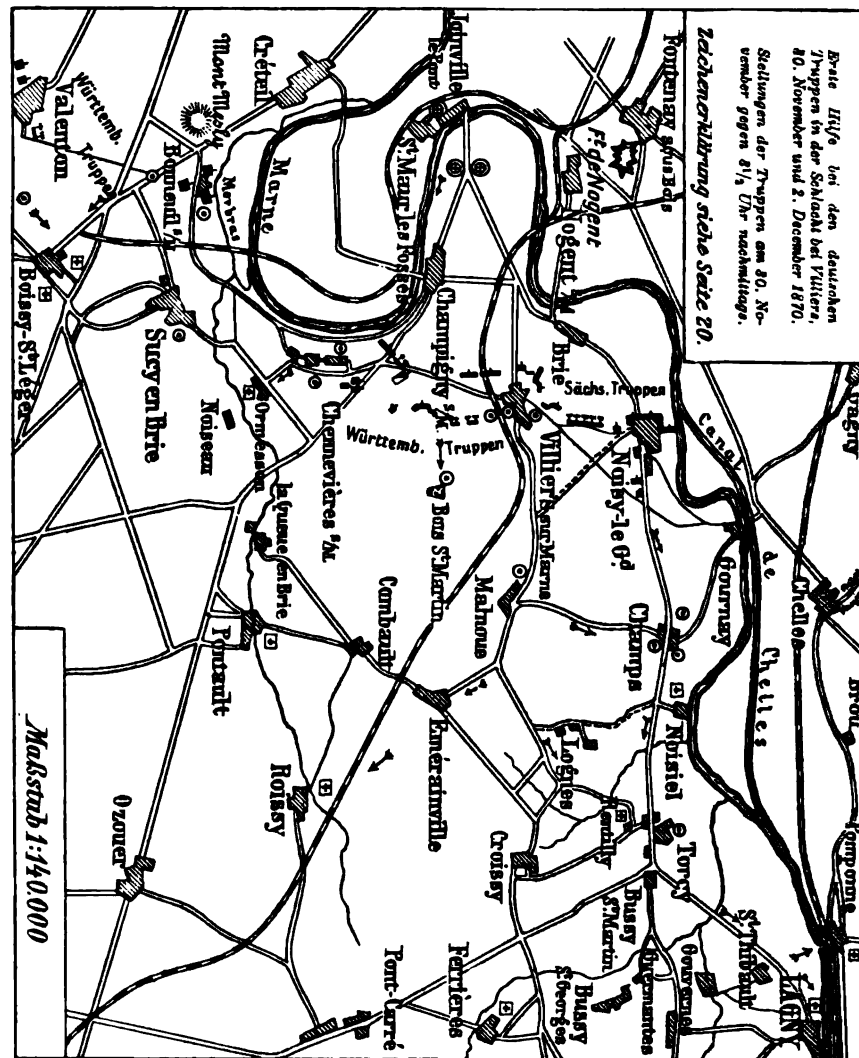 Erste Hilfe bei den deutschen
Truppen in der Schlacht bei Villiers,
30. November und 2. December 1870.
Stellungen der Truppen am 30. No-
vember gegen 3½ Uhr nachmittags.
Zeichenerklärung siehe Seite 20.
Fontenay sous Bois
Ft. de Nogent
Nogent s/M
Joinville
le Pont
St Maur les Fossés
Créteil
Mont Mesly
Marne
Morbras
Bonneuil s/M
Württemb.
Truppen
Valenton
Boissy-St Léger
Sucy en Brie
Noiseau
Ormesson
Chennevières s/M
Champigny s/M
Brie
Sächs. Truppen
Villiers sur Marne
Württemb. Truppen
Bois St Martin
Noisy-le Gd.
Canal de Chelles
Gournay
Chelles
Brou
Pomponne
Champs
Malnoue
la Queue en Brie
Pontault
Combault
Emérainville
Noisiel
Lognes
Torcy
Croissy
Roissy
Ozouer
Pont-carré
Ferrières
Bussy
St Georges
Bussy
St Martin
Guermantes
Gouvernes
St Thibault
LAGNY
Maßstab 1:140.000